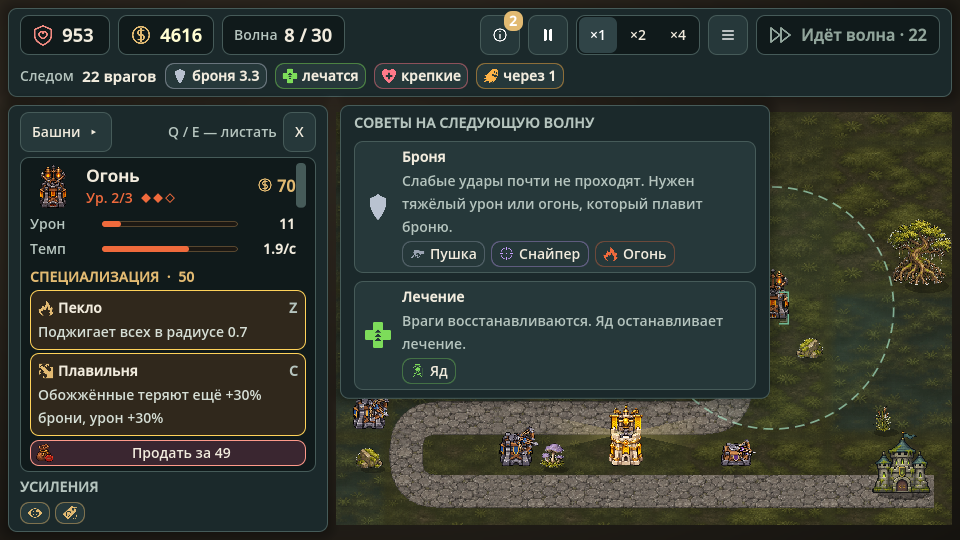 953
4616
Волна 8 / 30
2
×1
×2
×4
Идёт волна · 22
Следом 22 врагов
броня 3.3
лечатся
крепкие
через 1
Башни
Q / E — листать
X
Огонь
70
Ур. 2/3
Урон
11
Темп
1.9/с
СПЕЦИАЛИЗАЦИЯ · 50
Пекло
Z
Поджигает всех в радиусе 0.7
Плавильня
C
Обожжённые теряют ещё +30%
брони, урон +30%
Продать за 49
УСИЛЕНИЯ
СОВЕТЫ НА СЛЕДУЮЩУЮ ВОЛНУ
Броня
Слабые удары почти не проходят. Нужен
тяжёлый урон или огонь, который плавит
броню.
Пушка
Снайпер
Огонь
Лечение
Враги восстанавливаются. Яд останавливает
лечение.
Яд